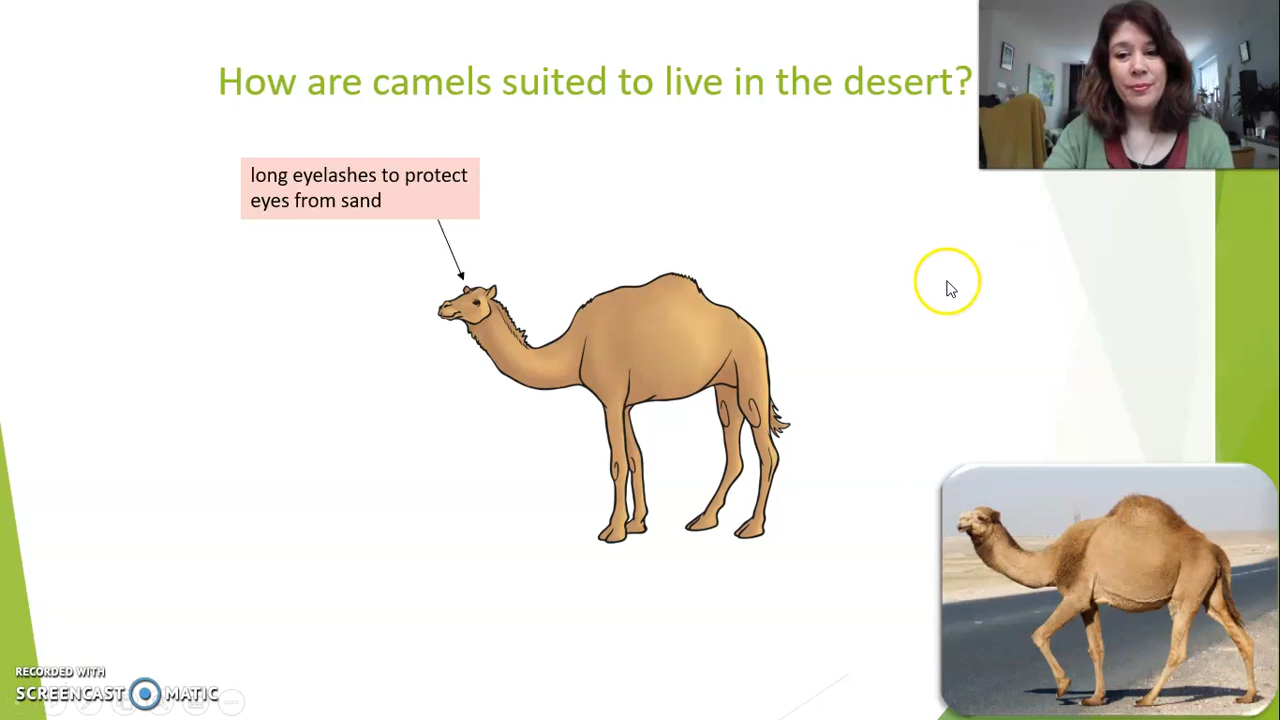 How are camels suited to live in the desert?
long eyelashes to protect
eyes from sand
RECORDED WITH
SCREENCAST MATIC